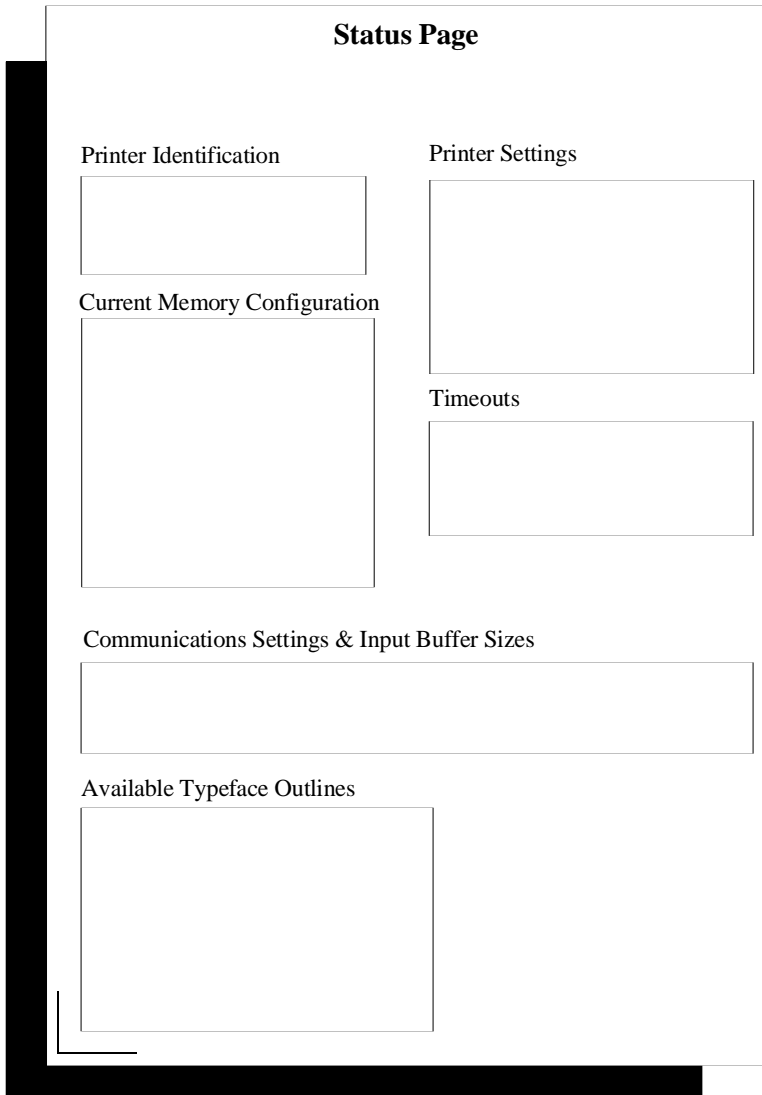 Status Page
Printer Identification
Printer Settings
Current Memory Configuration
Timeouts
Communications Settings & Input Buffer Sizes
Available Typeface Outlines